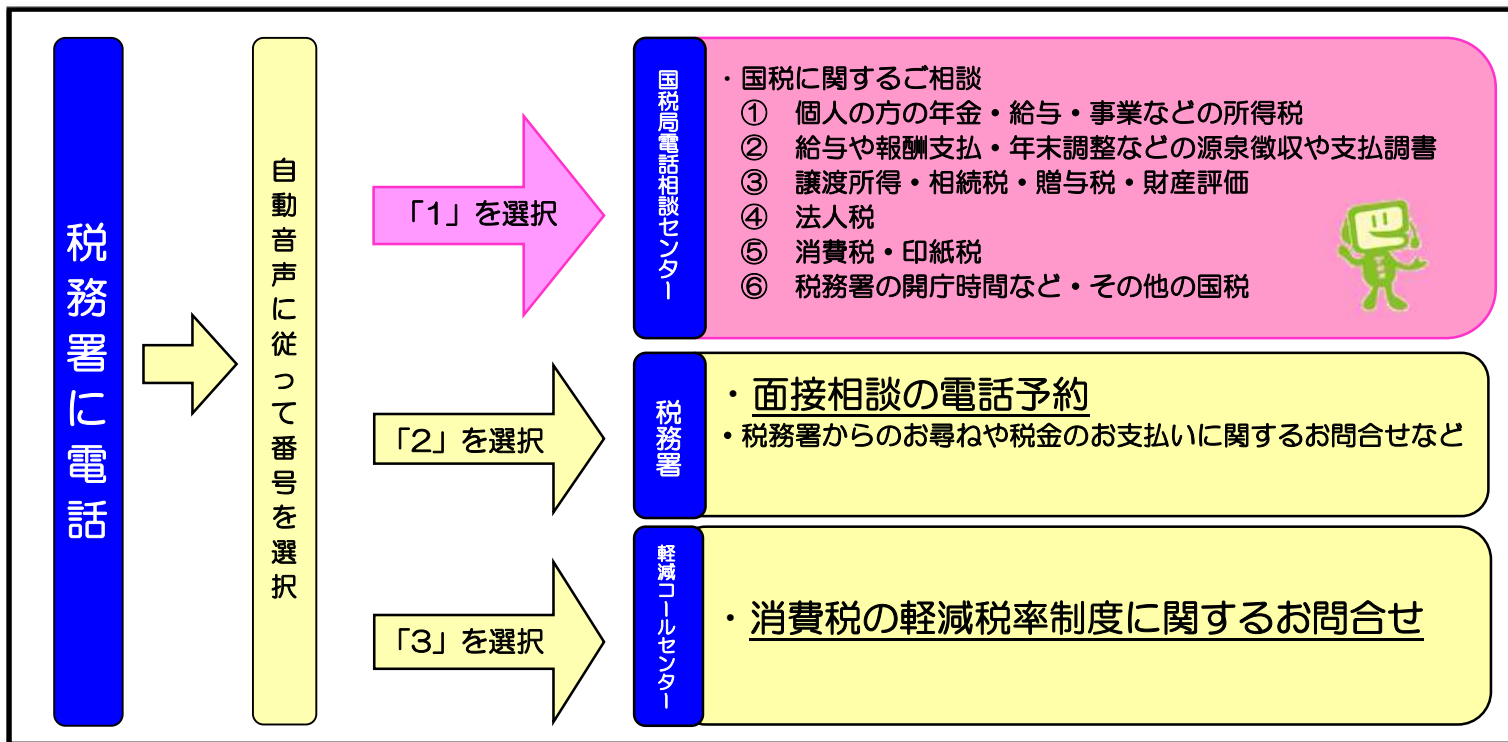 税務署に電話
自動音声に従って番号を選択
「1」を選択
国税局電話相談センター
・国税に関するご相談
① 個人の方の年金・給与・事業などの所得税
② 給与や報酬支払・年末調整などの源泉徴収や支払調書
③ 譲渡所得・相続税・贈与税・財産評価
④ 法人税
⑤ 消費税・印紙税
⑥ 税務署の開庁時間など・その他の国税
「2」を選択
税務署
・面接相談の電話予約
・税務署からのお尋ねや税金のお支払いに関するお問合せなど
「3」を選択
軽減コールセンター
・消費税の軽減税率制度に関するお問合せ